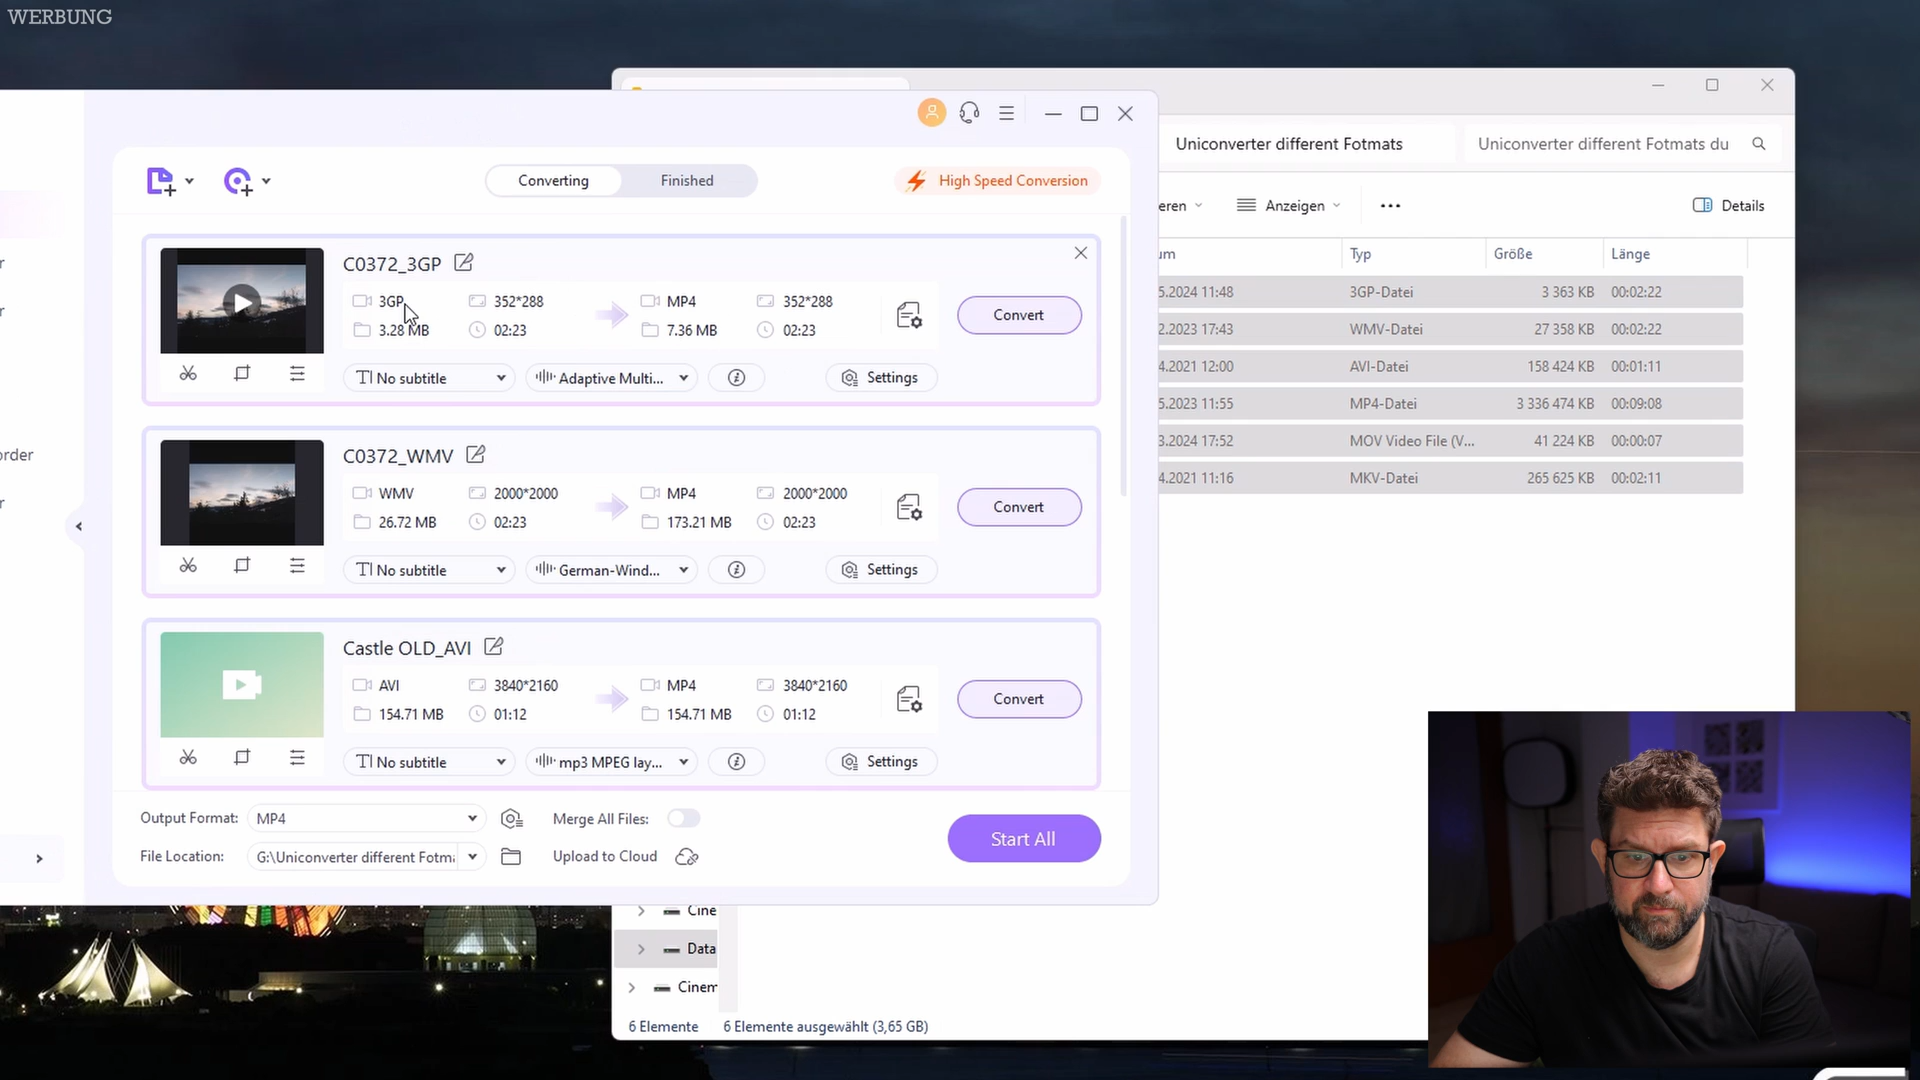 WERBUNG
Uniconverter different Fotmats
Uniconverter different Fotmats du
Converting
Finished
High Speed Conversion
eren
Anzeigen
Details
um
Typ
Größe
Länge
C0372_3GP
3GP
352*288
MP4
352*288
3.28 MB
02:23
7.36 MB
02:23
Convert
No subtitle
Adaptive Multi...
Settings
5.2024 11:48
3GP-Datei
3 363 KB
00:02:22
2.2023 17:43
WMV-Datei
27 358 KB
00:02:22
4.2021 12:00
AVI-Datei
158 424 KB
00:01:11
5.2023 11:55
MP4-Datei
3 336 474 KB
00:09:08
3.2024 17:52
MOV Video File (V...
41 224 KB
00:00:07
4.2021 11:16
MKV-Datei
265 625 KB
00:02:11
r
r
order
r
C0372_WMV
WMV
2000*2000
MP4
2000*2000
26.72 MB
02:23
173.21 MB
02:23
Convert
No subtitle
German-Wind...
Settings
Castle OLD_AVI
AVI
3840*2160
MP4
3840*2160
154.71 MB
01:12
154.71 MB
01:12
Convert
No subtitle
mp3 MPEG lay...
Settings
Output Format:
MP4
Merge All Files:
File Location:
G:\Uniconverter different Fotm
Upload to Cloud
Start All
Cine
Data
Cinem
6 Elemente
6 Elemente ausgewählt (3,65 GB)